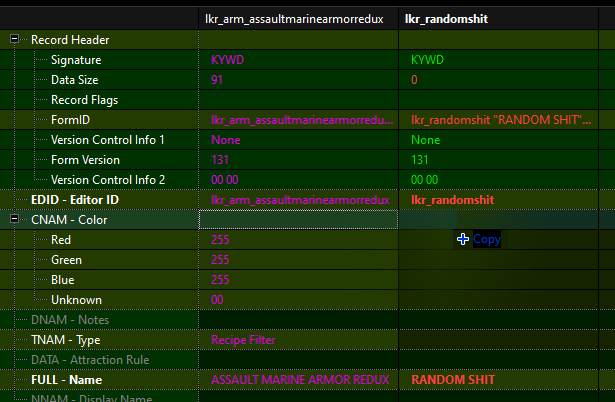 lkr_arm_assaultmarinearmorredux lkr_randomshit
Record Header
Signature KYWD KYWD
Data Size 91 0
Record Flags
FormID lkr_arm_assaultmarinearmorredu... lkr_randomshit "RANDOM SHIT"...
Version Control Info 1 None None
Form Version 131 131
Version Control Info 2 00 00 00 00
EDID - Editor ID lkr_arm_assaultmarinearmorredux lkr_randomshit
CNAM - Color
Copy
Red 255
Green 255
Blue 255
Unknown 00
DNAM - Notes
TNAM - Type Recipe Filter
DATA - Attraction Rule
FULL - Name ASSAULT MARINE ARMOR REDUX RANDOM SHIT
NNAM - Display Name